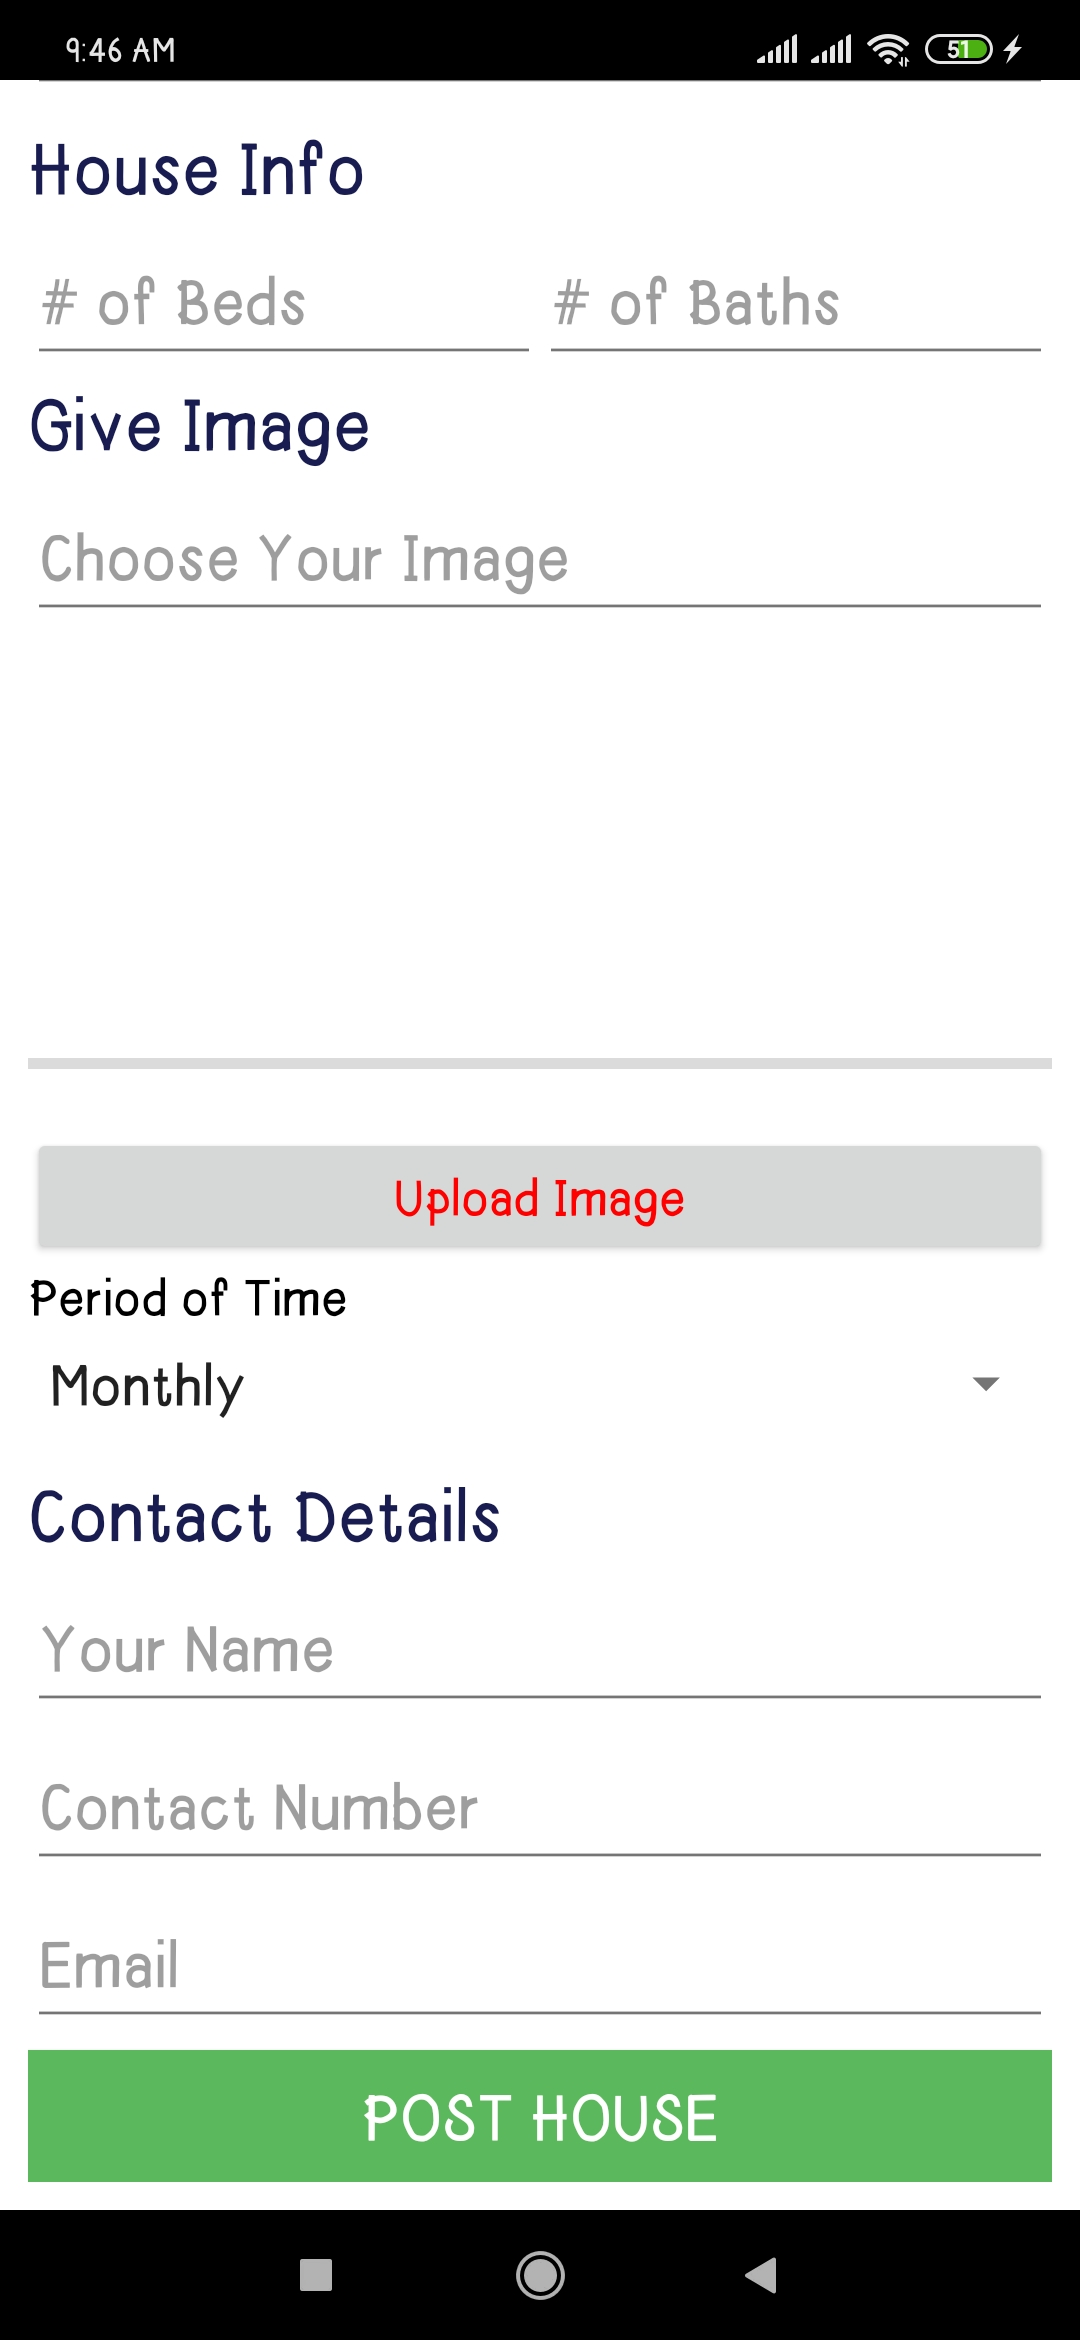 9:46 AM 51
House Info
# of Beds # of Baths
Give Image
Choose Your Image
Upload Image
Period of Time
Monthly
Contact Details
Your Name
Contact Number
Email
POST HOUSE